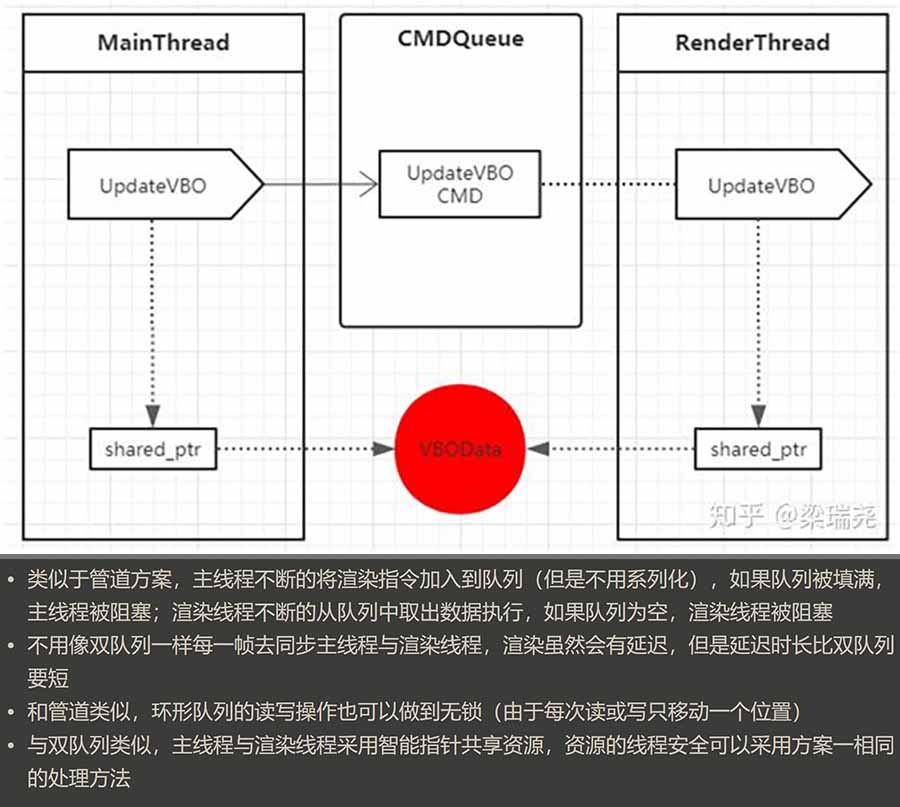 MainThread
CMDQueue
RenderThread
UpdateVBO
UpdateVBO
CMD
UpdateVBO
shared_ptr
VBOData
shared_ptr
知乎 @梁瑞尧
• 类似于管道方案，主线程不断的将渲染指令加入到队列（但是不用系列化），如果队列被填满，
主线程被阻塞；渲染线程不断的从队列中取出数据执行，如果队列为空，渲染线程被阻塞
• 不用像双队列一样每一帧去同步主线程与渲染线程，渲染虽然会有延迟，但是延迟时长比双队列
要短
• 和管道类似，环形队列的读写操作也可以做到无锁（由于每次读或写只移动一个位置）
• 与双队列类似，主线程与渲染线程采用智能指针共享资源，资源的线程安全可以采用方案一相同
的处理方法